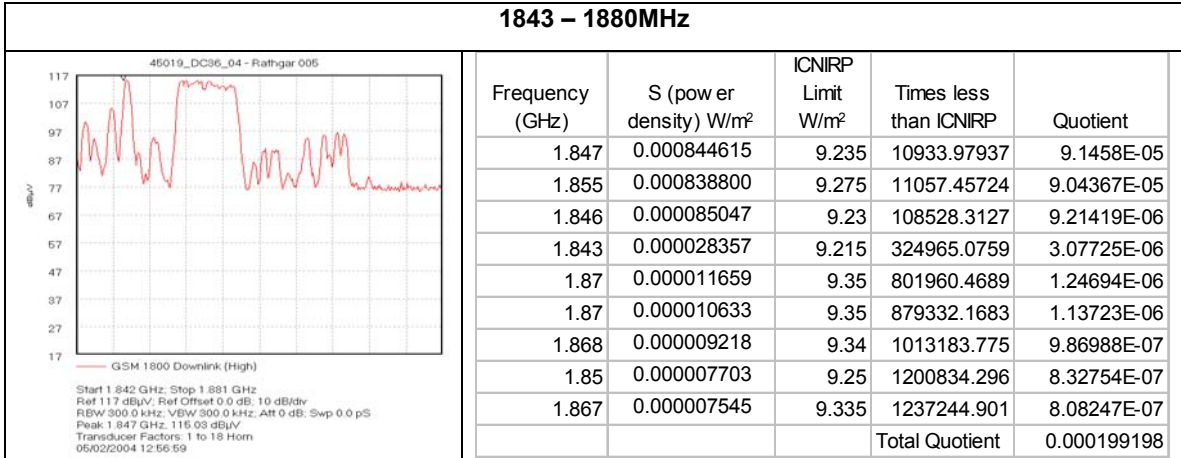 1843 – 1880MHz
45019_DC36_04 - Rathgar 005
117
107
97
87
77
67
57
47
37
27
17
dBµV
GSM 1800 Downlink (High)
Start 1.842 GHz; Stop 1.881 GHz
Ref 117 dBµV; Ref Offset 0.0 dB; 10 dB/div
RBW 300.0 kHz; VBW 300.0 kHz; Att 0 dB; Swp 0.0 pS
Peak 1.847 GHz, 115.03 dBµV
Transducer Factors: 1 to 18 Horn
05/02/2004 12:56:59
Frequency (GHz) S (pow er density) W/m² ICNIRP Limit W/m² Times less than ICNIRP Quotient
1.847 0.000844615 9.235 10933.97937 9.1458E-05
1.855 0.000838800 9.275 11057.45724 9.04367E-05
1.846 0.000085047 9.23 108528.3127 9.21419E-06
1.843 0.000028357 9.215 324965.0759 3.07725E-06
1.87 0.000011659 9.35 801960.4689 1.24694E-06
1.87 0.000010633 9.35 879332.1683 1.13723E-06
1.868 0.000009218 9.34 1013183.775 9.86988E-07
1.85 0.000007703 9.25 1200834.296 8.32754E-07
1.867 0.000007545 9.335 1237244.901 8.08247E-07
Total Quotient 0.000199198